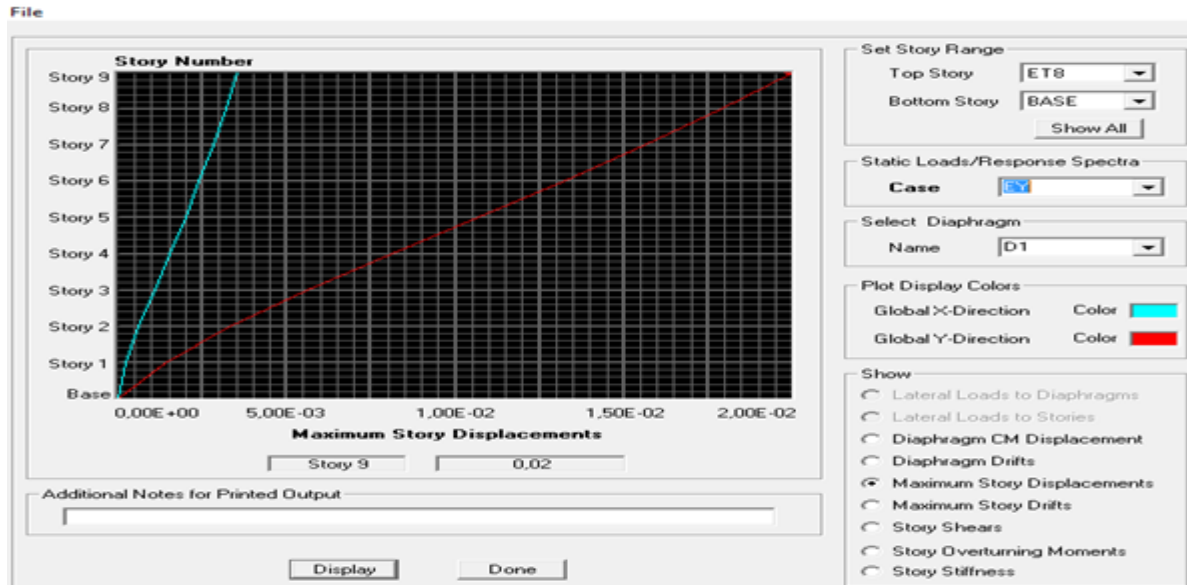 File
Story Number
Story 9
Story 8
Story 7
Story 6
Story 5
Story 4
Story 3
Story 2
Story 1
Base
0,00E+00 5,00E-03 1,00E-02 1,50E-02 2,00E-02
Maximum Story Displacements
Story 9 0,02
Additional Notes for Printed Output
Display Done
Set Story Range
Top Story ET8
Bottom Story BASE
Show All
Static Loads/Response Spectra
Case EY
Select Diaphragm
Name D1
Plot Display Colors
Global X-Direction Color
Global Y-Direction Color
Show
Lateral Loads to Diaphragms
Lateral Loads to Stories
Diaphragm CM Displacement
Diaphragm Drifts
Maximum Story Displacements
Maximum Story Drifts
Story Shears
Story Overturning Moments
Story Stiffness